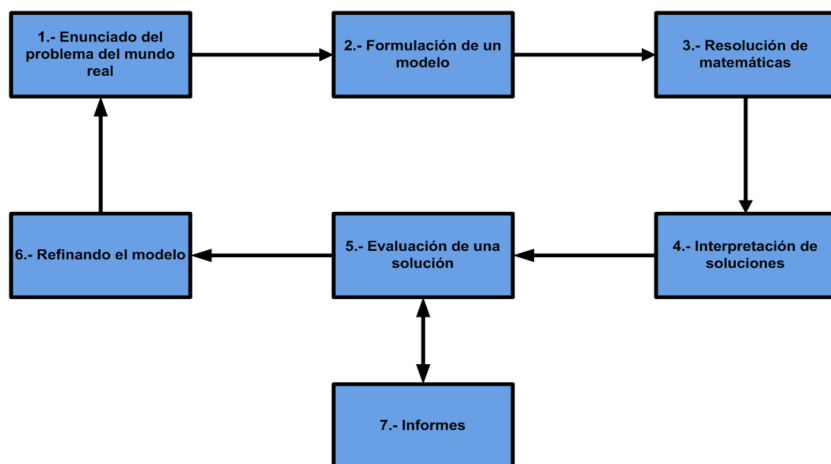 1.- Enunciado del
problema del mundo
real
2.- Formulación de un
modelo
3.- Resolución de
matemáticas
4.- Interpretación de
soluciones
5.- Evaluación de una
solución
6.- Refinando el modelo
7.- Informes